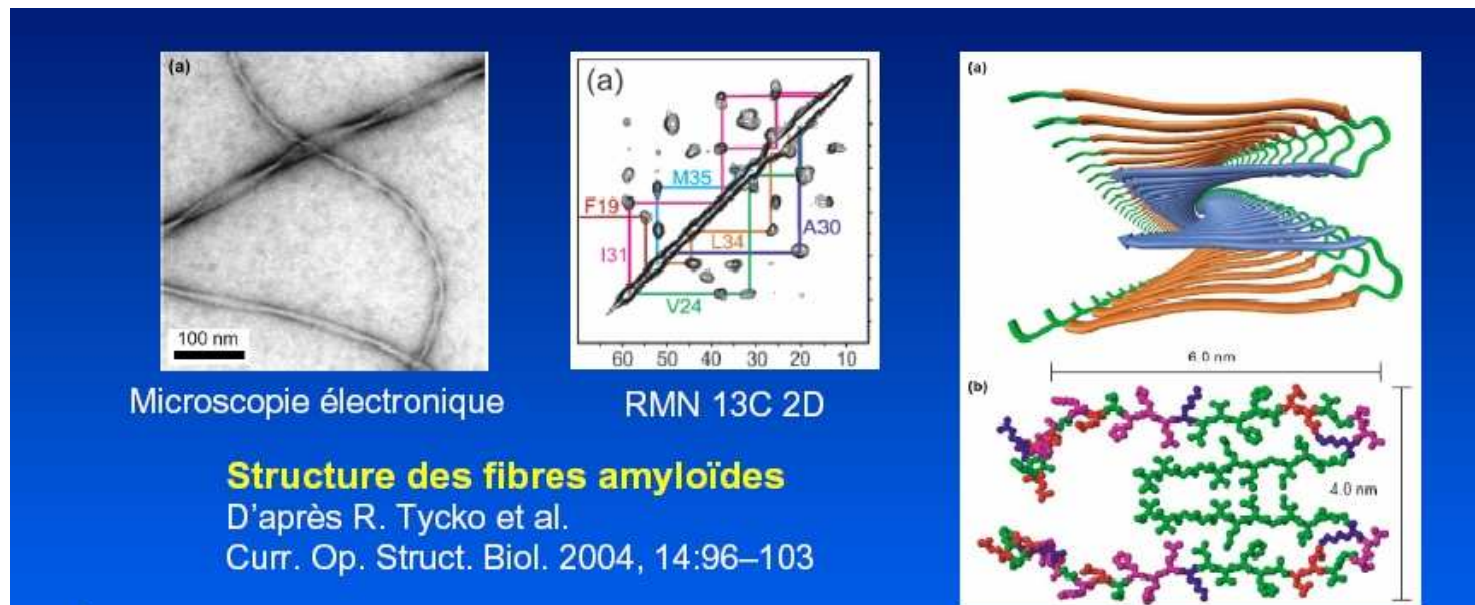 (a)
100 nm
Microscopie électronique
(a)
M35
F19
L34
A30
I31
V24
60 50 40 30 20 10
RMN 13C 2D
Structure des fibres amyloïdes
D'après R. Tycko et al.
Curr. Op. Struct. Biol. 2004, 14:96–103
(a)
6.0 nm
(b)
4.0 nm